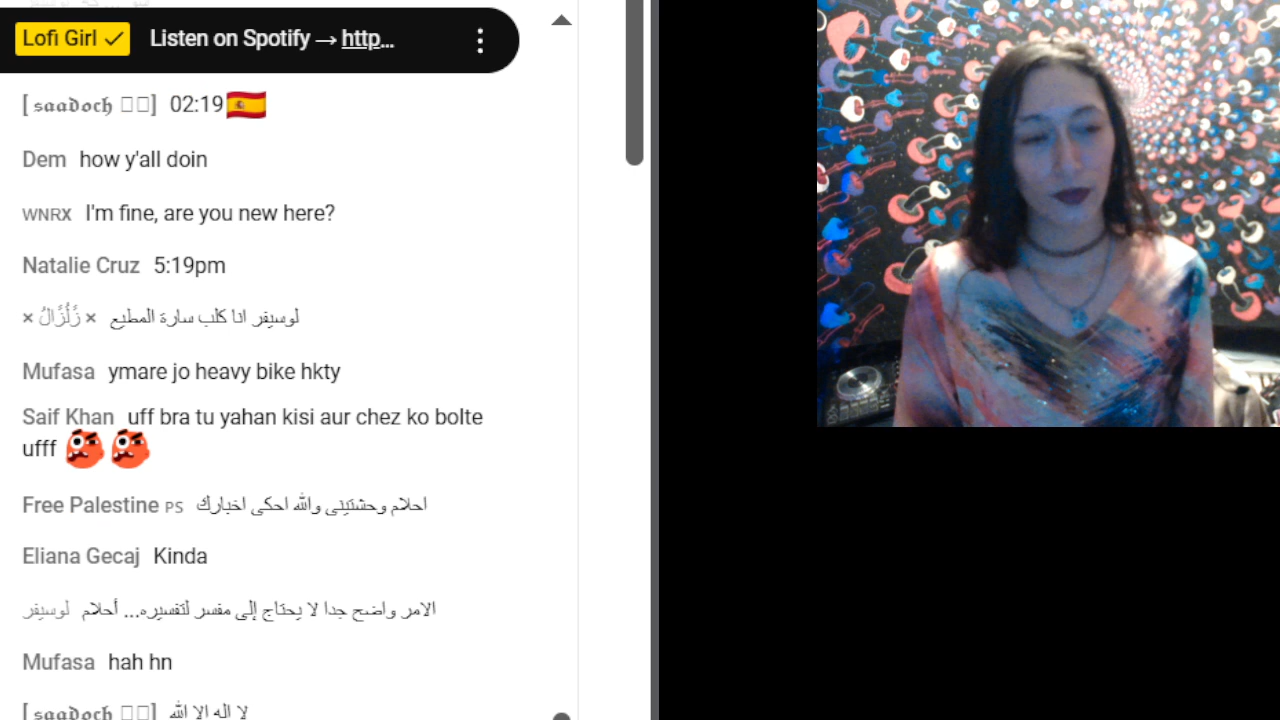 Lofi Girl ✓ Listen on Spotify → http...
[ 𝔰𝔞𝔞𝔡𝔬𝔠𝔥 □□] 02:19🇪🇸
Dem how y'all doin
WNRX I'm fine, are you new here?
Natalie Cruz 5:19pm
× زَلُزَالُ × لوسيفر انا كلب سارة المطيع
Mufasa ymare jo heavy bike hkty
Saif Khan uff bra tu yahan kisi aur chez ko bolte
ufff
Free Palestine PS احلام وحشتينى والله احكى اخبارك
Eliana Gecaj Kinda
لوسيفر الامر واضح جدا لا يحتاج إلى مفسر لتفسيره... أحلام
Mufasa hah hn
[ 𝔰𝔞𝔞𝔡𝔬𝔠𝔥 □□] لا اله الا الله